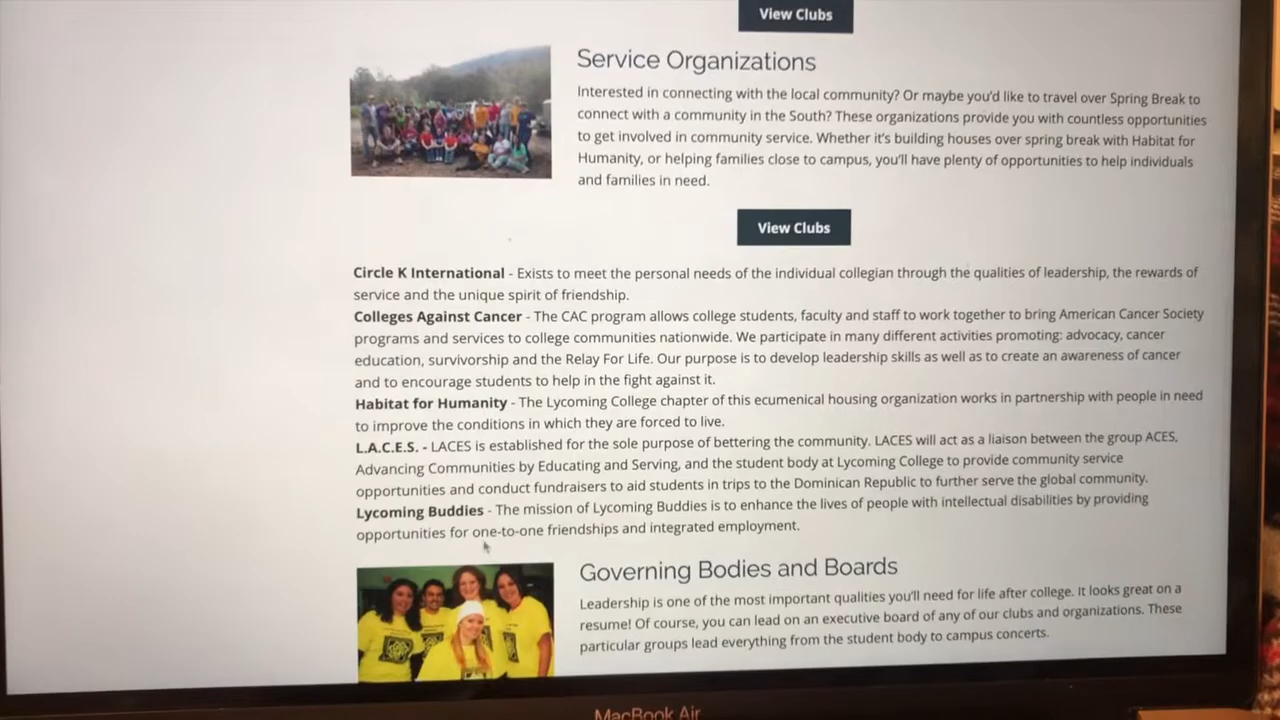 View Clubs
Service Organizations
Interested in connecting with the local community? Or maybe you'd like to travel over Spring Break to
connect with a community in the South? These organizations provide you with countless opportunities
to get involved in community service. Whether it's building houses over spring break with Habitat for
Humanity, or helping families close to campus, you'll have plenty of opportunities to help individuals
and families in need.
View Clubs
Circle K International - Exists to meet the personal needs of the individual collegian through the qualities of leadership, the rewards of
service and the unique spirit of friendship.
Colleges Against Cancer - The CAC program allows college students, faculty and staff to work together to bring American Cancer Society
programs and services to college communities nationwide. We participate in many different activities promoting: advocacy, cancer
education, survivorship and the Relay For Life. Our purpose is to develop leadership skills as well as to create an awareness of cancer
and to encourage students to help in the fight against it.
Habitat for Humanity - The Lycoming College chapter of this ecumenical housing organization works in partnership with people in need
to improve the conditions in which they are forced to live.
L.A.C.E.S. - LACES is established for the sole purpose of bettering the community. LACES will act as a liaison between the group ACES,
Advancing Communities by Educating and Serving, and the student body at Lycoming College to provide community service
opportunities and conduct fundraisers to aid students in trips to the Dominican Republic to further serve the global community.
Lycoming Buddies - The mission of Lycoming Buddies is to enhance the lives of people with intellectual disabilities by providing
opportunities for one-to-one friendships and integrated employment.
Governing Bodies and Boards
Leadership is one of the most important qualities you'll need for life after college. It looks great on a
resume! Of course, you can lead on an executive board of any of our clubs and organizations. These
particular groups lead everything from the student body to campus concerts.
MacBook Air